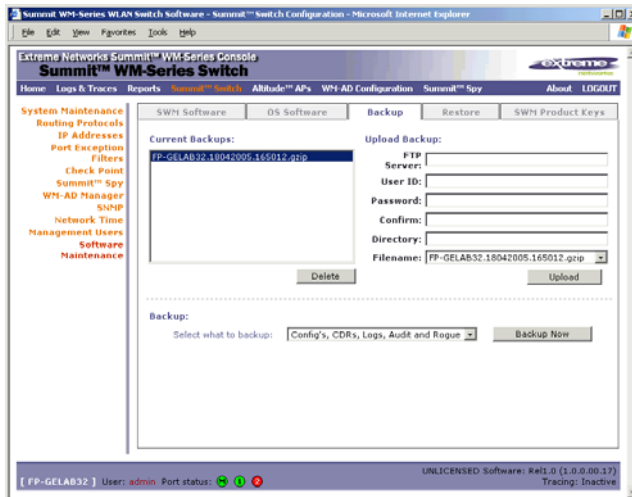 Summit WM-Series WLAN Switch Software - Summit™ Switch Configuration - Microsoft Internet Explorer
File Edit View Favorites Tools Help
Extreme Networks Summit™ WM-Series Console
Summit™ WM-Series Switch
extreme
networks
Home Logs & Traces Reports Summit™ Switch Altitude™ APs WM-AD Configuration Summit™ Spy About LOGOUT
System Maintenance
Routing Protocols
IP Addresses
Port Exception
Filters
Check Point
Summit™ Spy
WM-AD Manager
SNMP
Network Time
Management Users
Software
Maintenance
SWM Software OS Software Backup Restore SWM Product Keys
Current Backups:
FP-GELAB32.18042005.165012.gzip
Delete
Upload Backup:
FTP
Server:
User ID:
Password:
Confirm:
Directory:
Filename: FP-GELAB32.18042005.165012.gzip
Upload
Backup:
Select what to backup: Config's, CDRs, Logs, Audit and Rogue Backup Now
[ FP-GELAB32 ] User: admin Port status: M 1 2
UNLICENSED Software: Rel1.0 (1.0.0.00.17)
Tracing: Inactive